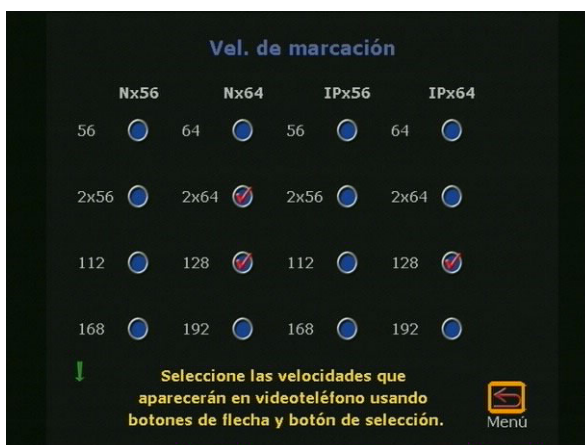 Vel. de marcación
Nx56 Nx64 IPx56 IPx64
56 64 56 64
2x56 2x64 2x56 2x64
112 128 112 128
168 192 168 192
Seleccione las velocidades que
aparecerán en videoteléfono usando
botones de flecha y botón de selección.
Menú